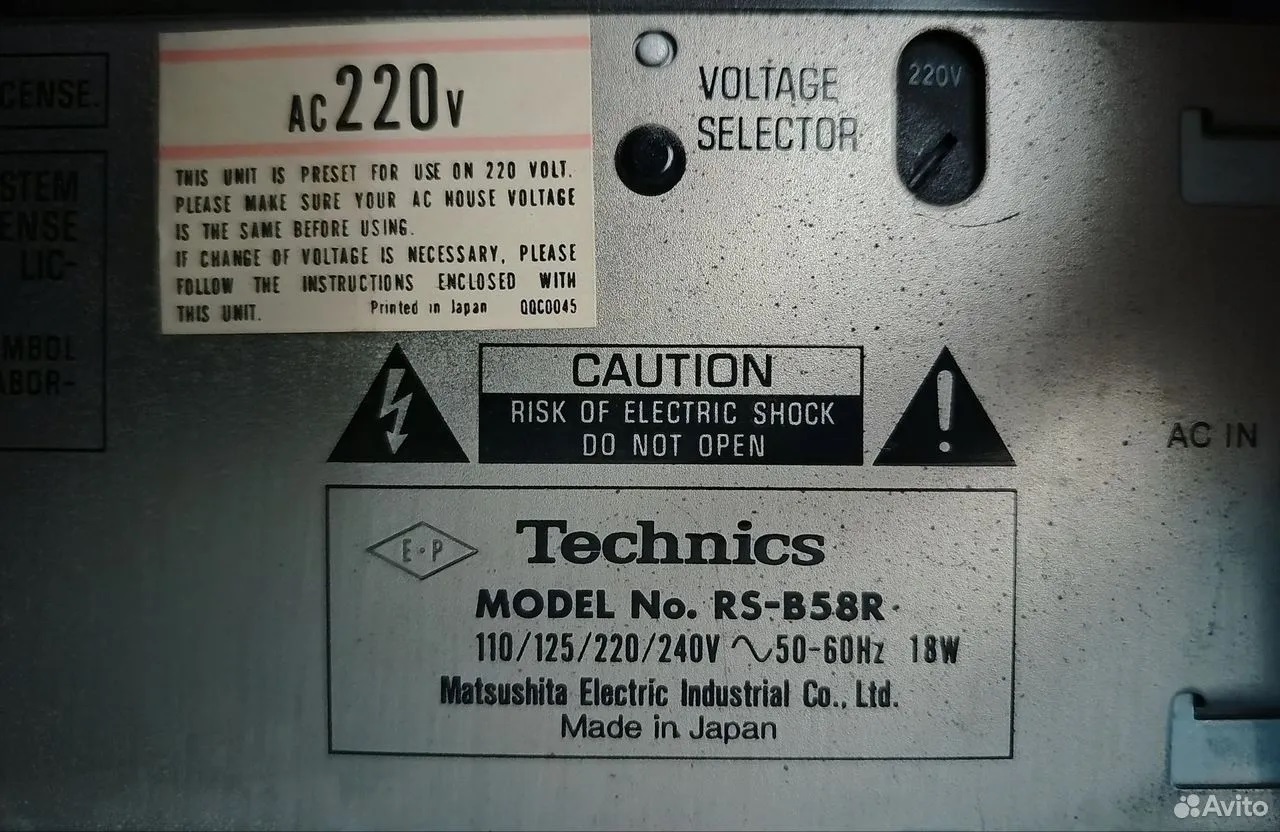 CENSE.
STEM
ENSE
LIC-
MBOL
ABOR-
AC 220V
THIS UNIT IS PRESET FOR USE ON 220 VOLT.
PLEASE MAKE SURE YOUR AC HOUSE VOLTAGE
IS THE SAME BEFORE USING.
IF CHANGE OF VOLTAGE IS NECESSARY, PLEASE
FOLLOW THE INSTRUCTIONS ENCLOSED WITH
THIS UNIT. Printed in Japan QQC0045
VOLTAGE
SELECTOR
220V
CAUTION
RISK OF ELECTRIC SHOCK
DO NOT OPEN
AC IN
E·P
Technics
MODEL No. RS-B58R
110/125/220/240V ~ 50-60Hz 18W
Matsushita Electric Industrial Co., Ltd.
Made in Japan
Avito